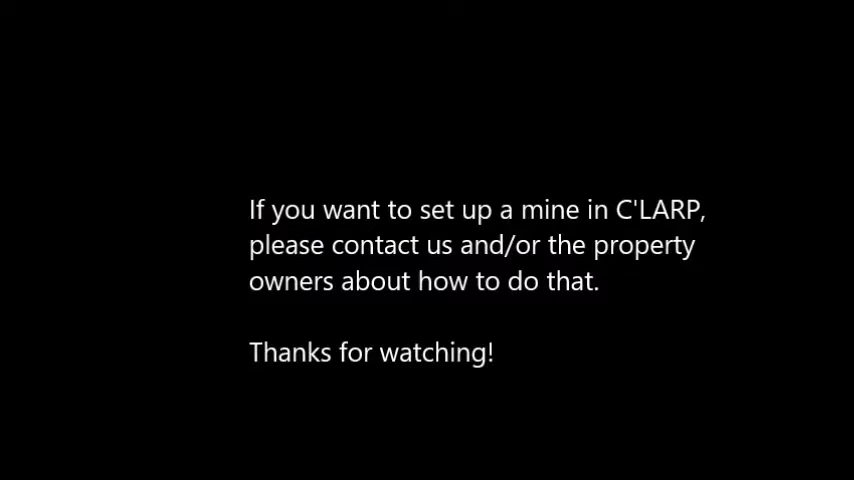 If you want to set up a mine in C'LARP,
please contact us and/or the property
owners about how to do that.
Thanks for watching!